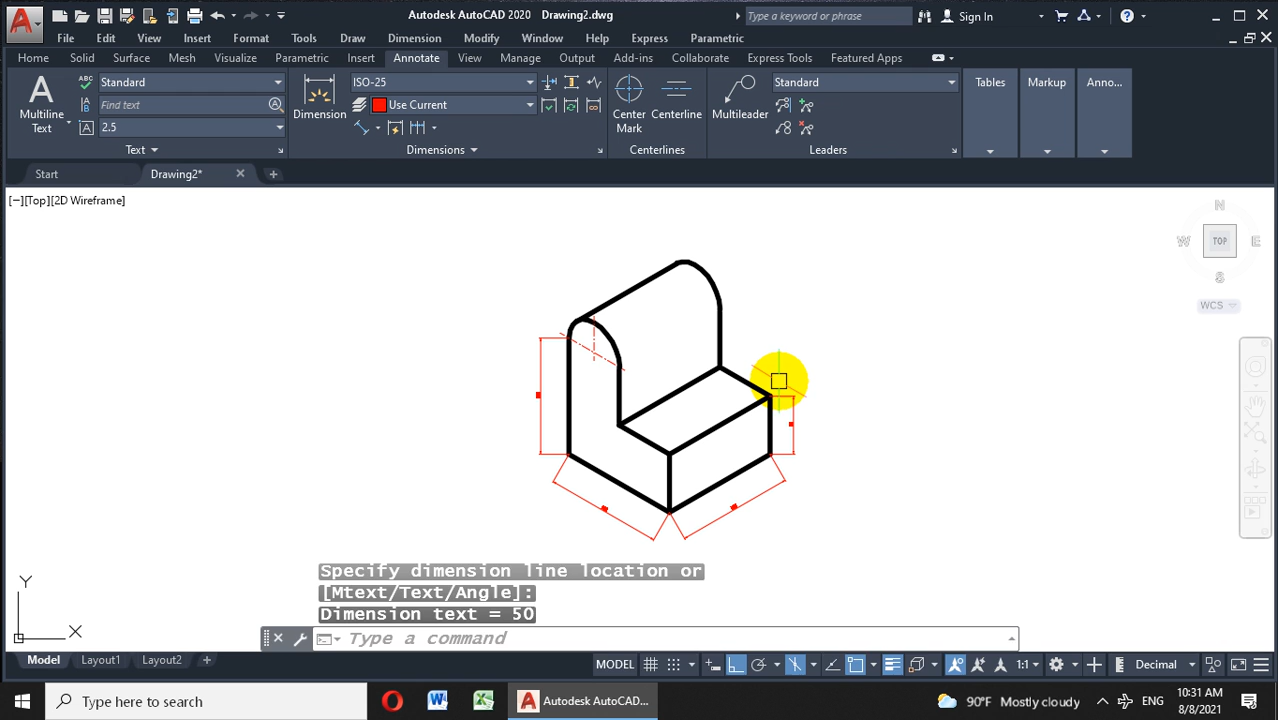 Autodesk AutoCAD 2020 Drawing2.dwg
Type a keyword or phrase
Sign In
File Edit View Insert Format Tools Draw Dimension Modify Window Help Express Parametric
Home Solid Surface Mesh Visualize Parametric Insert Annotate View Manage Output Collaborate Express Tools Featured Apps
Multiline
Text
ABC
Standard
Find text
2.5
Text
Dimension
ISO-25
Use Current
Dimensions
Center
Mark
Centerline
Centerlines
Multileader
Standard
Leaders
Tables
Markup
Anno...
Start
Drawing2*
[−][Top][2D Wireframe]
N
W
TOP
E
S
WCS
Y
X
Specify dimension line location or
[Mtext/Text/Angle]:
Dimension text = 50
Type a command
Model Layout1 Layout2
MODEL
1:1
Decimal
Type here to search
Autodesk AutoCAD...
90°F Mostly cloudy
ENG
10:31 AM
8/8/2021